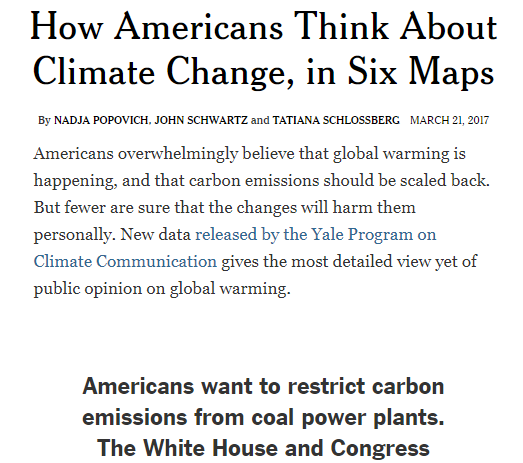 How Americans Think About
Climate Change, in Six Maps
By NADJA POPOVICH, JOHN SCHWARTZ and TATIANA SCHLOSSBERG MARCH 21, 2017
Americans overwhelmingly believe that global warming is
happening, and that carbon emissions should be scaled back.
But fewer are sure that the changes will harm them
personally. New data released by the Yale Program on
Climate Communication gives the most detailed view yet of
public opinion on global warming.
Americans want to restrict carbon
emissions from coal power plants.
The White House and Congress